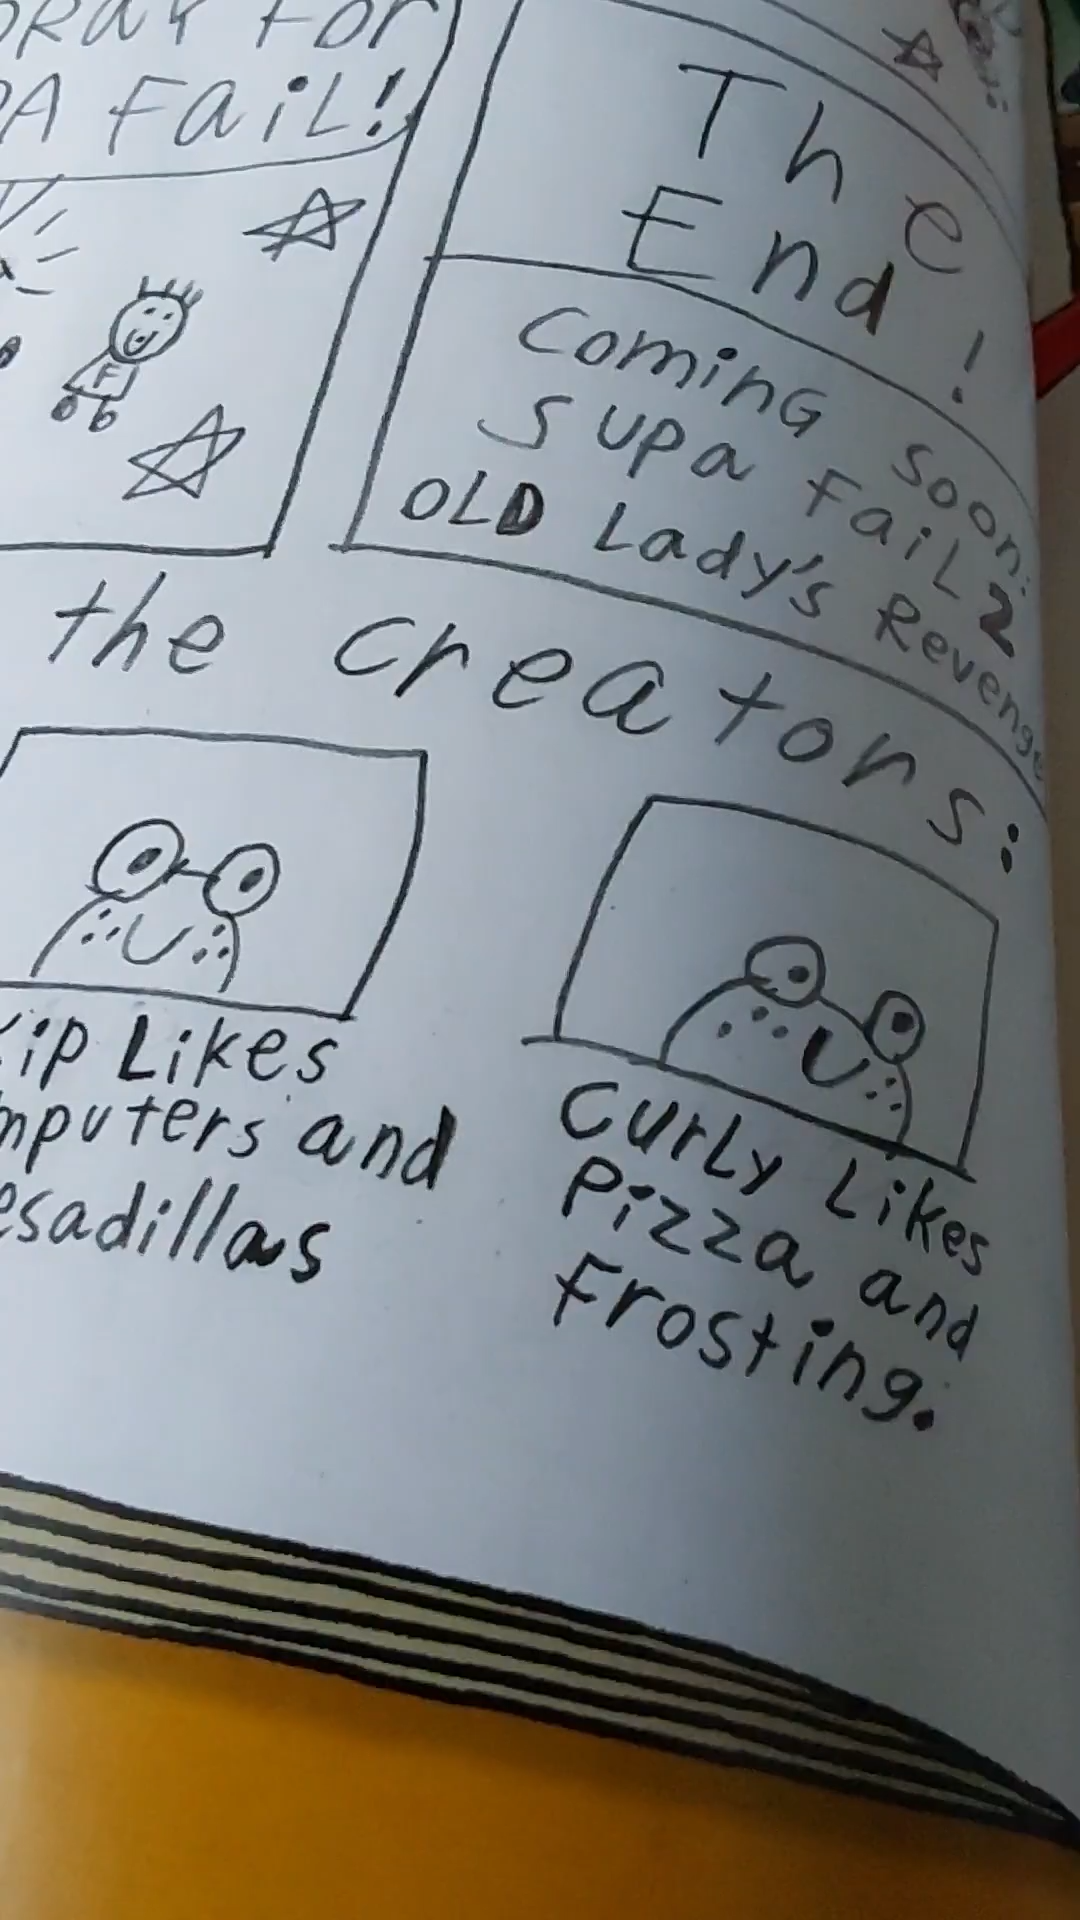 FOR
FAIL!
The
End!
Coming Soon:
Supa Fail 2
OLD Lady's Revenge
F
the creators:
Likes
and
Curly Likes
Pizza and
Frosting.